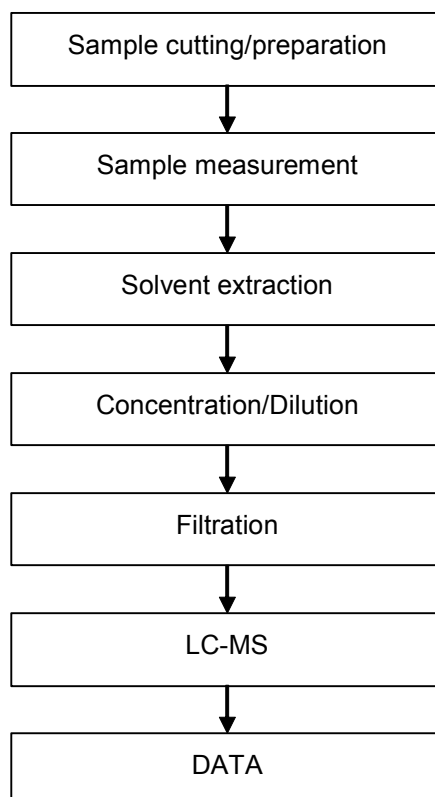 Sample cutting/preparation
Sample measurement
Solvent extraction
Concentration/Dilution
Filtration
LC-MS
DATA